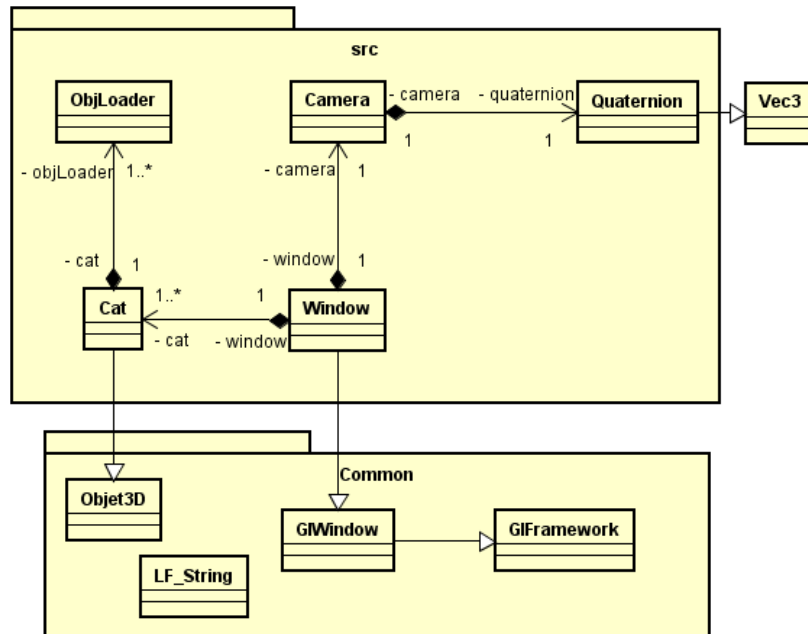 src
ObjLoader
Camera
- camera
- quaternion
Quaternion
Vec3
1
1
- objLoader
1..*
- camera
1
- cat
1
- window
1
Cat
1..*
1
Window
- cat
- window
Common
Objet3D
GlWindow
GlFramework
LF_String